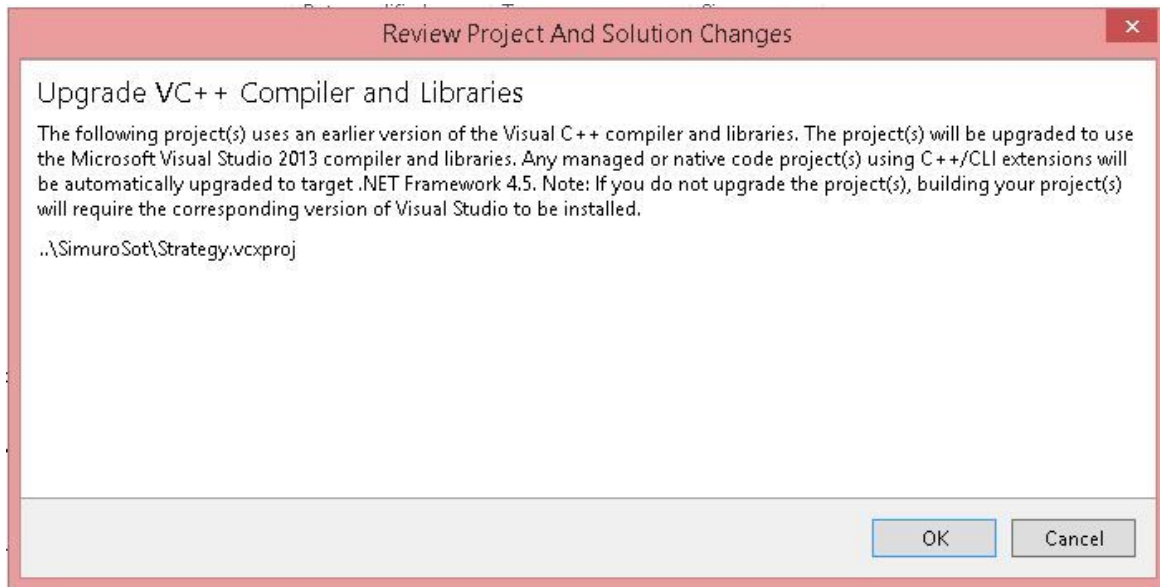 Review Project And Solution Changes
Upgrade VC++ Compiler and Libraries
The following project(s) uses an earlier version of the Visual C++ compiler and libraries. The project(s) will be upgraded to use
the Microsoft Visual Studio 2013 compiler and libraries. Any managed or native code project(s) using C++/CLI extensions will
be automatically upgraded to target .NET Framework 4.5. Note: If you do not upgrade the project(s), building your project(s)
will require the corresponding version of Visual Studio to be installed.
..\SimuroSot\Strategy.vcxproj
OK
Cancel